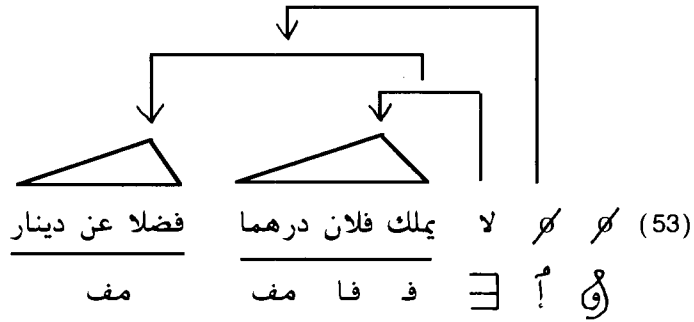 (53) ∅ ∅ لا يملك فلان درهما فضلا عن دينار
أ ∃ ف فا مف مف